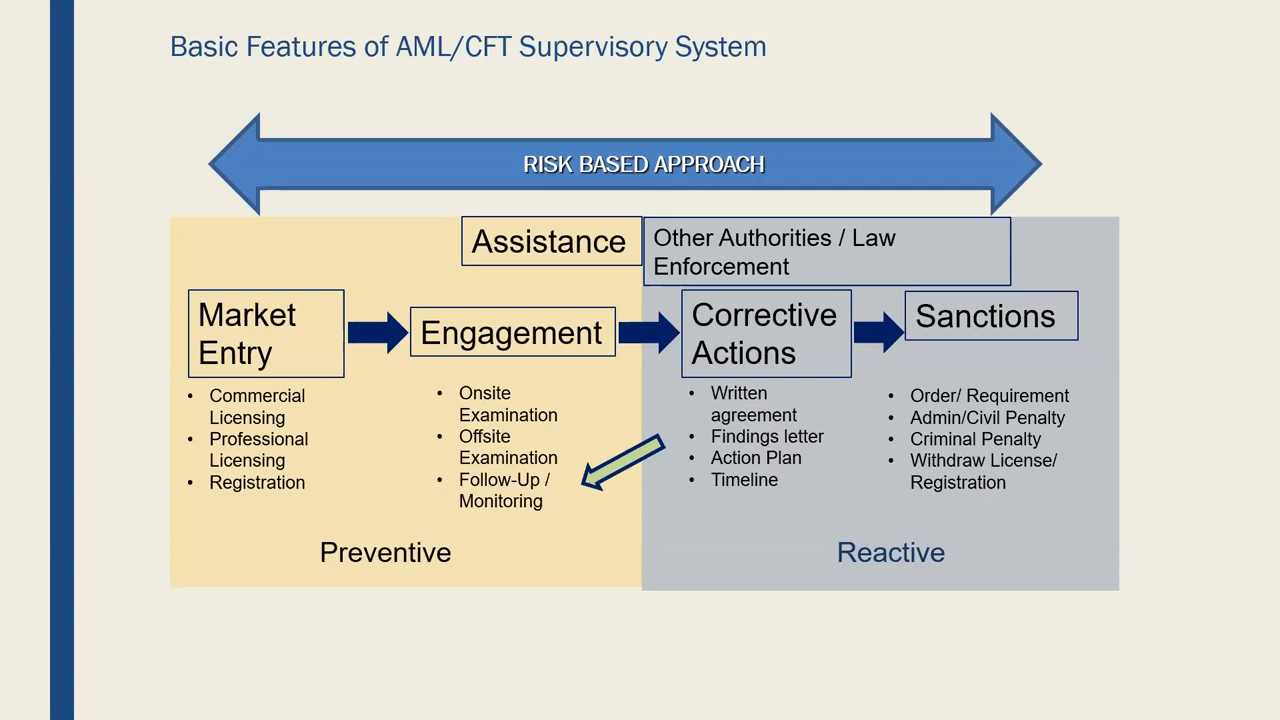 Basic Features of AML/CFT Supervisory System
RISK BASED APPROACH
Assistance
Other Authorities / Law
Enforcement
Market
Entry
Engagement
Corrective
Actions
Sanctions
• Commercial
Licensing
• Professional
Licensing
• Registration
• Onsite
Examination
• Offsite
Examination
• Follow-Up /
Monitoring
• Written
agreement
• Findings letter
• Action Plan
• Timeline
• Order/ Requirement
• Admin/Civil Penalty
• Criminal Penalty
• Withdraw License/
Registration
Preventive
Reactive